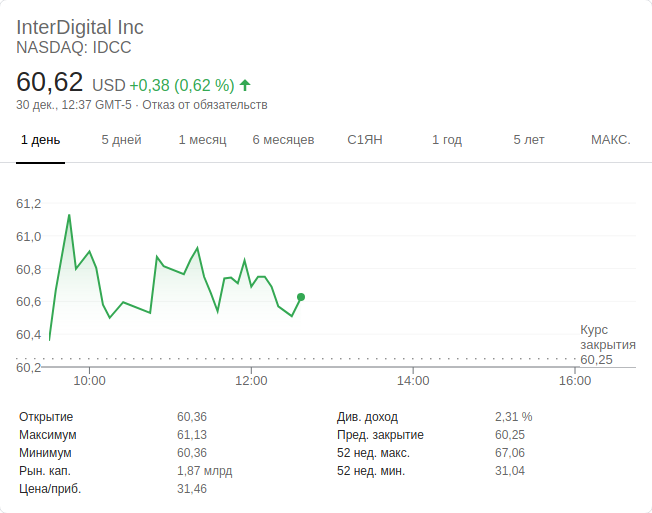 InterDigital Inc
NASDAQ: IDCC
60,62 USD +0,38 (0,62 %)
30 дек., 12:37 GMT-5 · Отказ от обязательств
1 день 5 дней 1 месяц 6 месяцев С1ЯН 1 год 5 лет МАКС.
61,2
61,0
60,8
60,6
60,4
60,2
Курс
закрытия
60,25
10:00 12:00 14:00 16:00
Открытие 60,36 Див. доход 2,31 %
Максимум 61,13 Пред. закрытие 60,25
Минимум 60,36 52 нед. макс. 67,06
Рын. кап. 1,87 млрд 52 нед. мин. 31,04
Цена/приб. 31,46